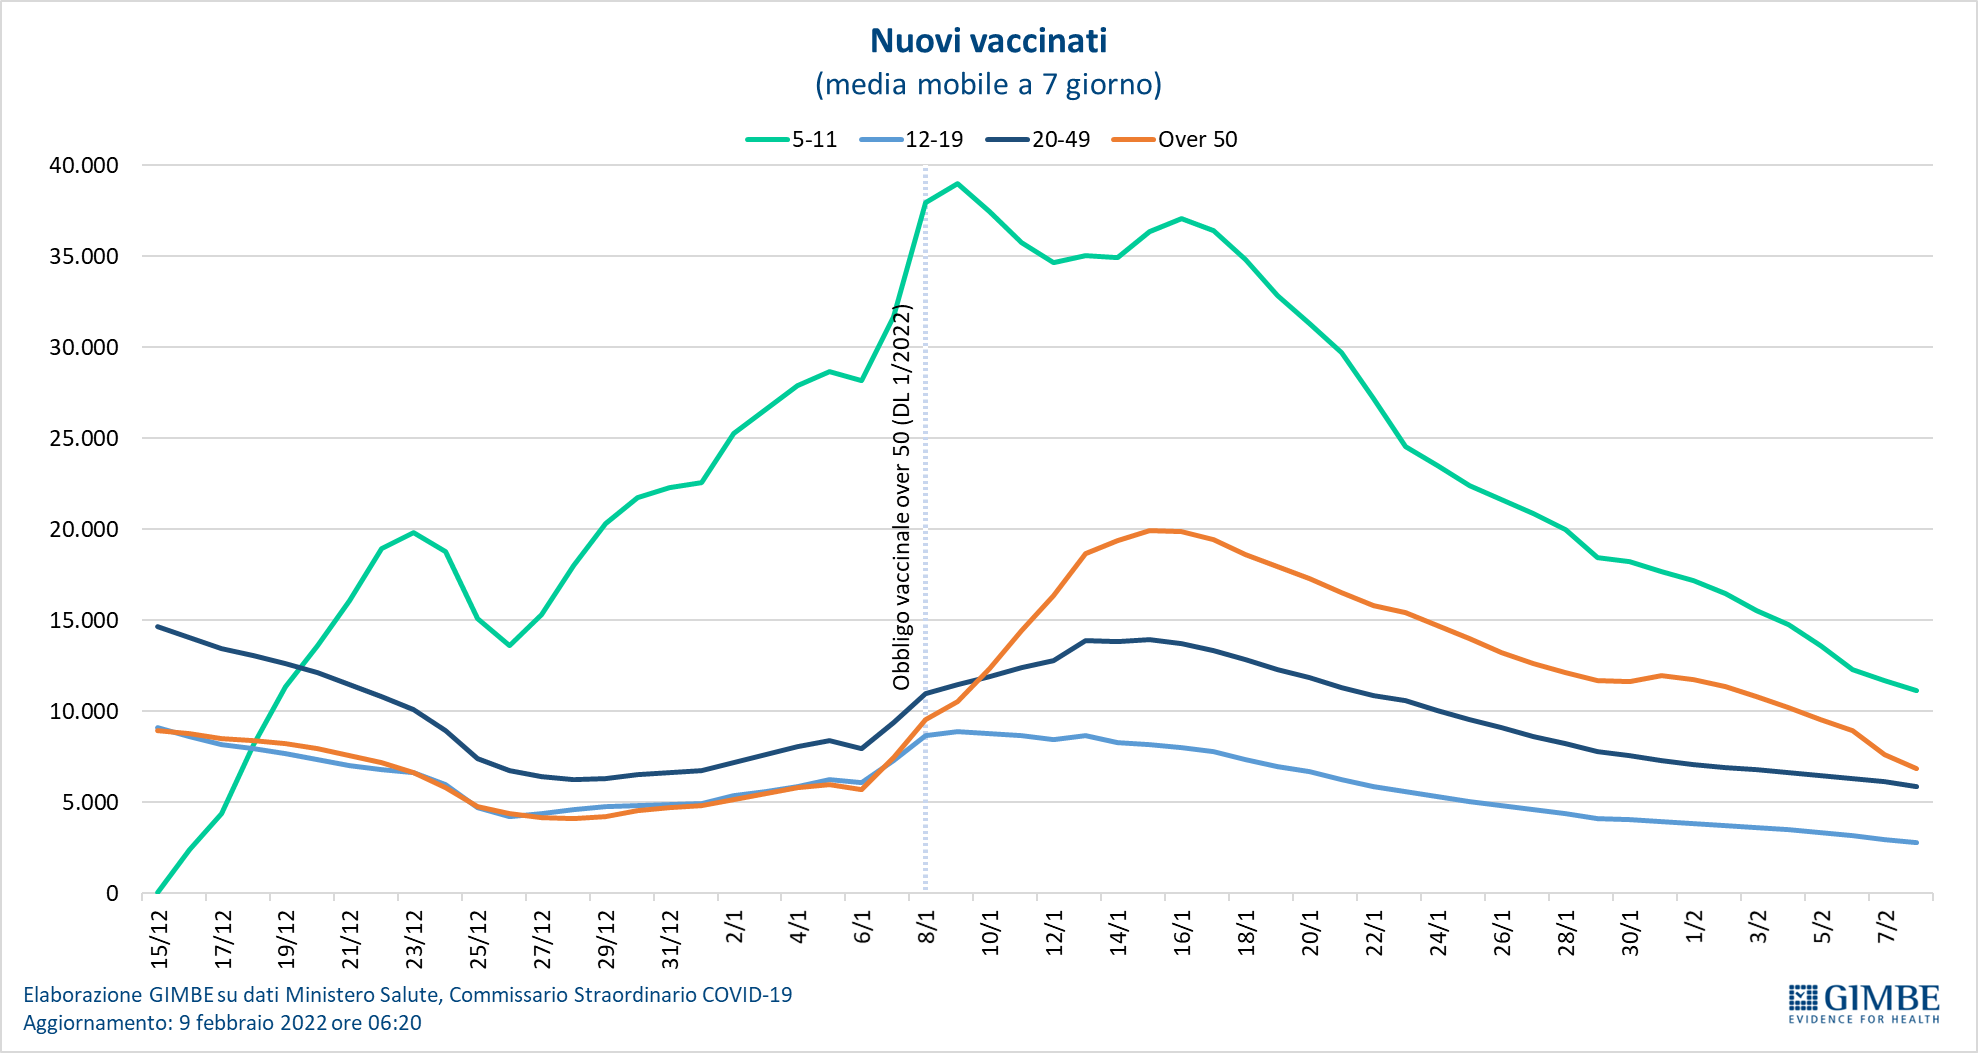 Nuovi vaccinati
(media mobile a 7 giorno)
5-11 12-19 20-49 Over 50
40.000
35.000
30.000
25.000
20.000
15.000
10.000
5.000
0
Obbligo vaccinale over 50 (DL 1/2022)
15/12 17/12 19/12 21/12 23/12 25/12 27/12 29/12 31/12 2/1 4/1 6/1 8/1 10/1 12/1 14/1 16/1 18/1 20/1 22/1 24/1 26/1 28/1 30/1 1/2 3/2 5/2 7/2
Elaborazione GIMBE su dati Ministero Salute, Commissario Straordinario COVID-19
Aggiornamento: 9 febbraio 2022 ore 06:20
GIMBE
EVIDENCE FOR HEALTH